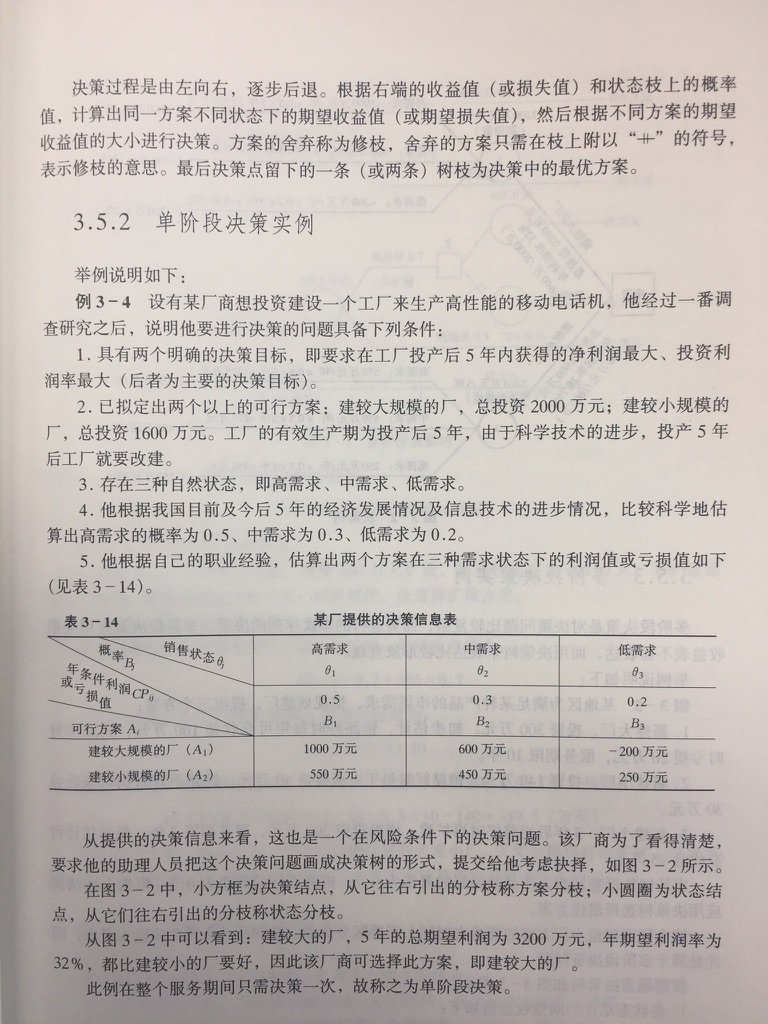 决策过程是由左向右，逐步后退。根据右端的收益值（或损失值）和状态枝上的概率
值，计算出同一方案不同状态下的期望收益值（或期望损失值），然后根据不同方案的期望
收益值的大小进行决策。方案的舍弃称为修枝，舍弃的方案只需在枝上附以“⧺”的符号，
表示修枝的意思。最后决策点留下的一条（或两条）树枝为决策中的最优方案。
3.5.2 单阶段决策实例
举例说明如下：
例 3-4 设有某厂商想投资建设一个工厂来生产高性能的移动电话机，他经过一番调
查研究之后，说明他要进行决策的问题具备下列条件：
1. 具有两个明确的决策目标，即要求在工厂投产后 5 年内获得的净利润最大、投资利
润率最大（后者为主要的决策目标）。
2. 已拟定出两个以上的可行方案：建较大规模的厂，总投资 2000 万元；建较小规模的
厂，总投资 1600 万元。工厂的有效生产期为投产后 5 年，由于科学技术的进步，投产 5 年
后工厂就要改建。
3. 存在三种自然状态，即高需求、中需求、低需求。
4. 他根据我国目前及今后 5 年的经济发展情况及信息技术的进步情况，比较科学地估
算出高需求的概率为 0.5、中需求为 0.3、低需求为 0.2。
5. 他根据自己的职业经验，估算出两个方案在三种需求状态下的利润值或亏损值如下
（见表 3-14）。
表 3-14 某厂提供的决策信息表
销售状态 θj
概率 Bj
年条件利润 CPij
或亏损值
可行方案 Ai
高需求 中需求 低需求
θ1 θ2 θ3
0.5 0.3 0.2
B1 B2 B3
建较大规模的厂（A1） 1000 万元 600 万元 -200 万元
建较小规模的厂（A2） 550 万元 450 万元 250 万元
从提供的决策信息来看，这也是一个在风险条件下的决策问题。该厂商为了看得清楚，
要求他的助理人员把这个决策问题画成决策树的形式，提交给他考虑抉择，如图 3-2 所示。
在图 3-2 中，小方框为决策结点，从它往右引出的分枝称方案分枝；小圆圈为状态结
点，从它们往右引出的分枝称状态分枝。
从图 3-2 中可以看到：建较大的厂，5 年的总期望利润为 3200 万元，年期望利润率为
32%，都比建较小的厂要好，因此该厂商可选择此方案，即建较大的厂。
此例在整个服务期间只需决策一次，故称之为单阶段决策。